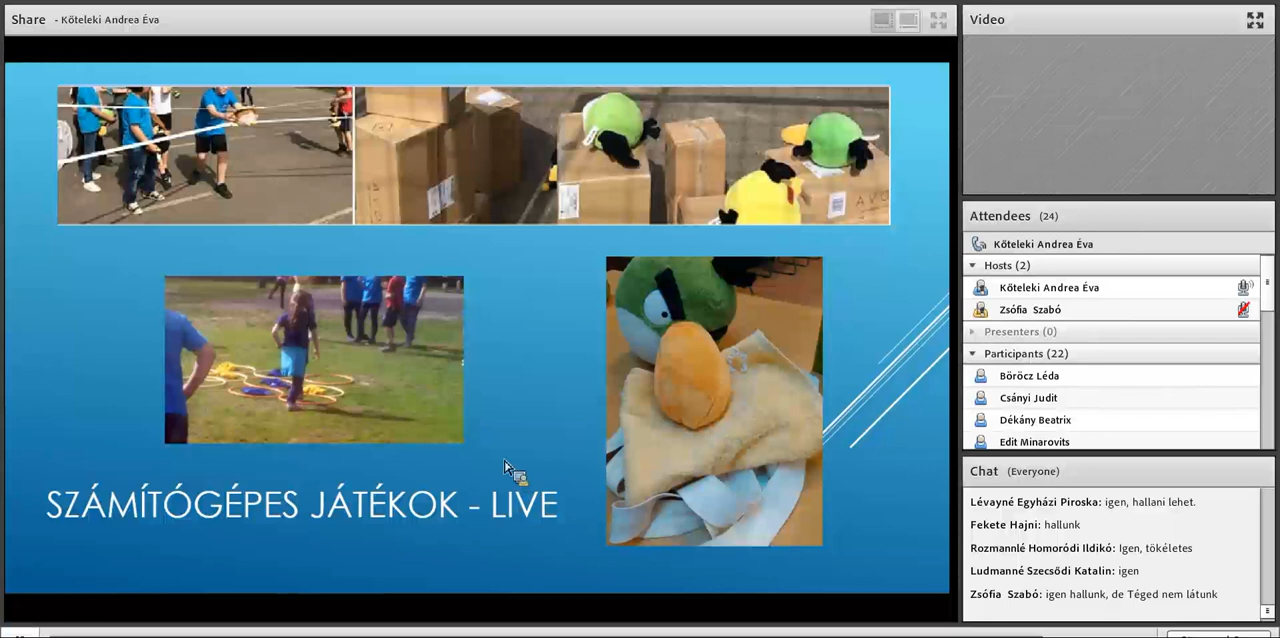 Share - Kőteleki Andrea Éva
SZÁMÍTÓGÉPES JÁTÉKOK - LIVE
Video
Attendees (24)
Kőteleki Andrea Éva
Hosts (2)
Kőteleki Andrea Éva
Zsófia Szabó
Presenters (0)
Participants (22)
Böröcz Léda
Csányi Judit
Dékány Beatrix
Edit Minarovits
Chat (Everyone)
Lévayné Egyházi Piroska: igen, hallani lehet.
Fekete Hajni: hallunk
Rozmannlé Homoródi Ildikó: Igen, tökéletes
Ludmanné Szecsődi Katalin: igen
Zsófia Szabó: igen hallunk, de Téged nem látunk